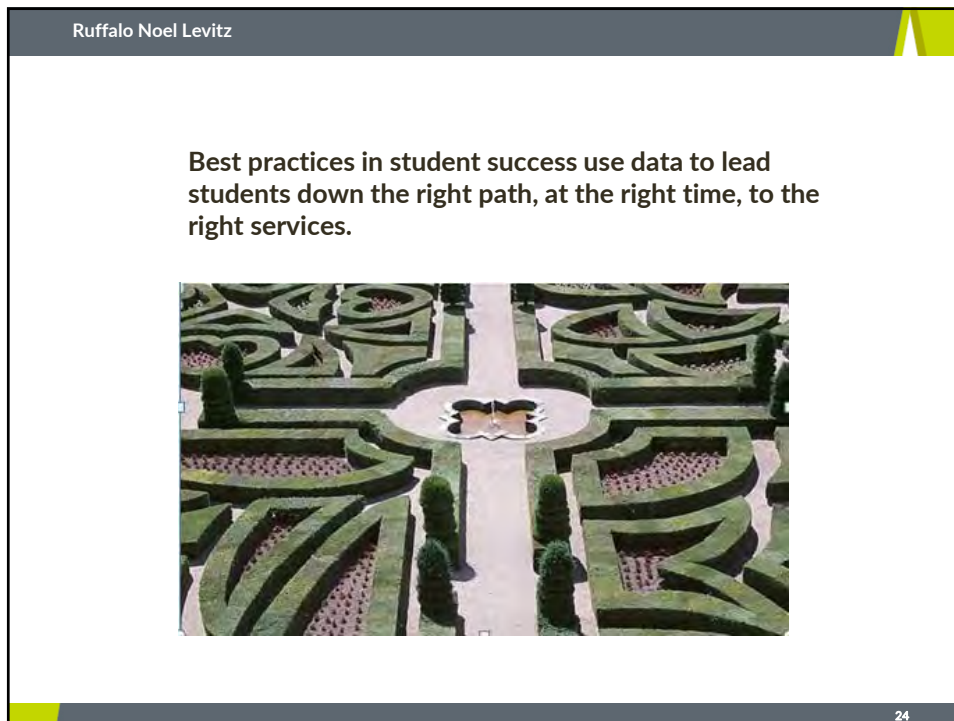 Ruffalo Noel Levitz
Best practices in student success use data to lead
students down the right path, at the right time, to the
right services.
24